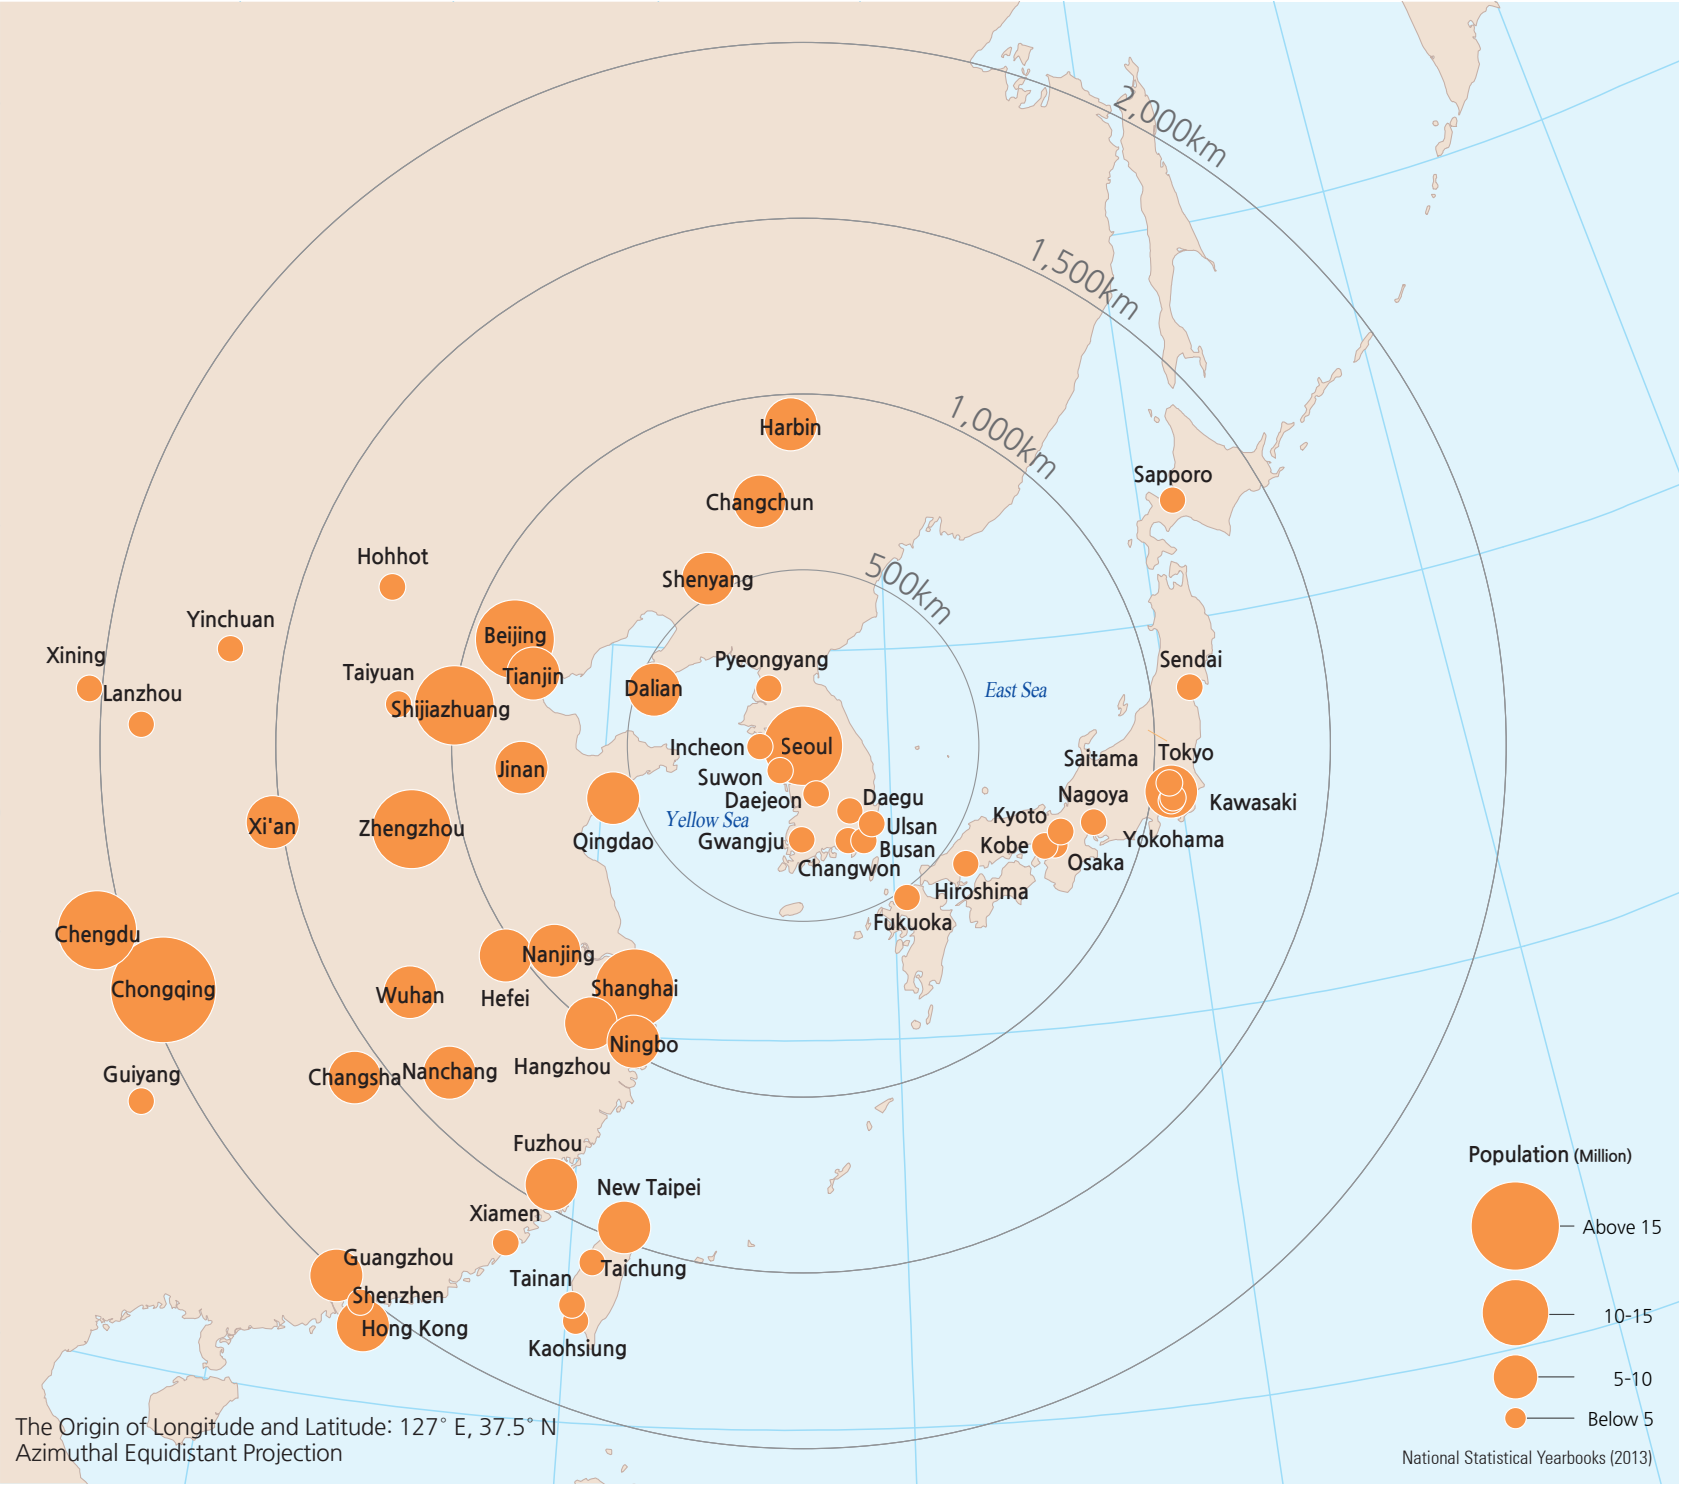 2,000km
1,500km
1,000km
500km
Harbin
Sapporo
Changchun
Hohhot
Shenyang
Yinchuan
Beijing
Xining
Pyeongyang
Sendai
Taiyuan
Tianjin
Lanzhou
Dalian
East Sea
Shijiazhuang
Incheon
Seoul
Saitama
Tokyo
Jinan
Suwon
Daejeon
Daegu
Nagoya
Kawasaki
Yellow Sea
Kyoto
Xi'an
Zhengzhou
Ulsan
Qingdao
Gwangju
Busan
Kobe
Yokohama
Changwon
Osaka
Hiroshima
Fukuoka
Chengdu
Nanjing
Chongqing
Wuhan
Hefei
Shanghai
Ningbo
Guiyang
Changsha
Nanchang
Hangzhou
Fuzhou
New Taipei
Xiamen
Guangzhou
Taichung
Tainan
Shenzhen
Hong Kong
Kaohsiung
Population (Million)
Above 15
10-15
5-10
Below 5
The Origin of Longitude and Latitude: 127° E, 37.5° N
Azimuthal Equidistant Projection
National Statistical Yearbooks (2013)